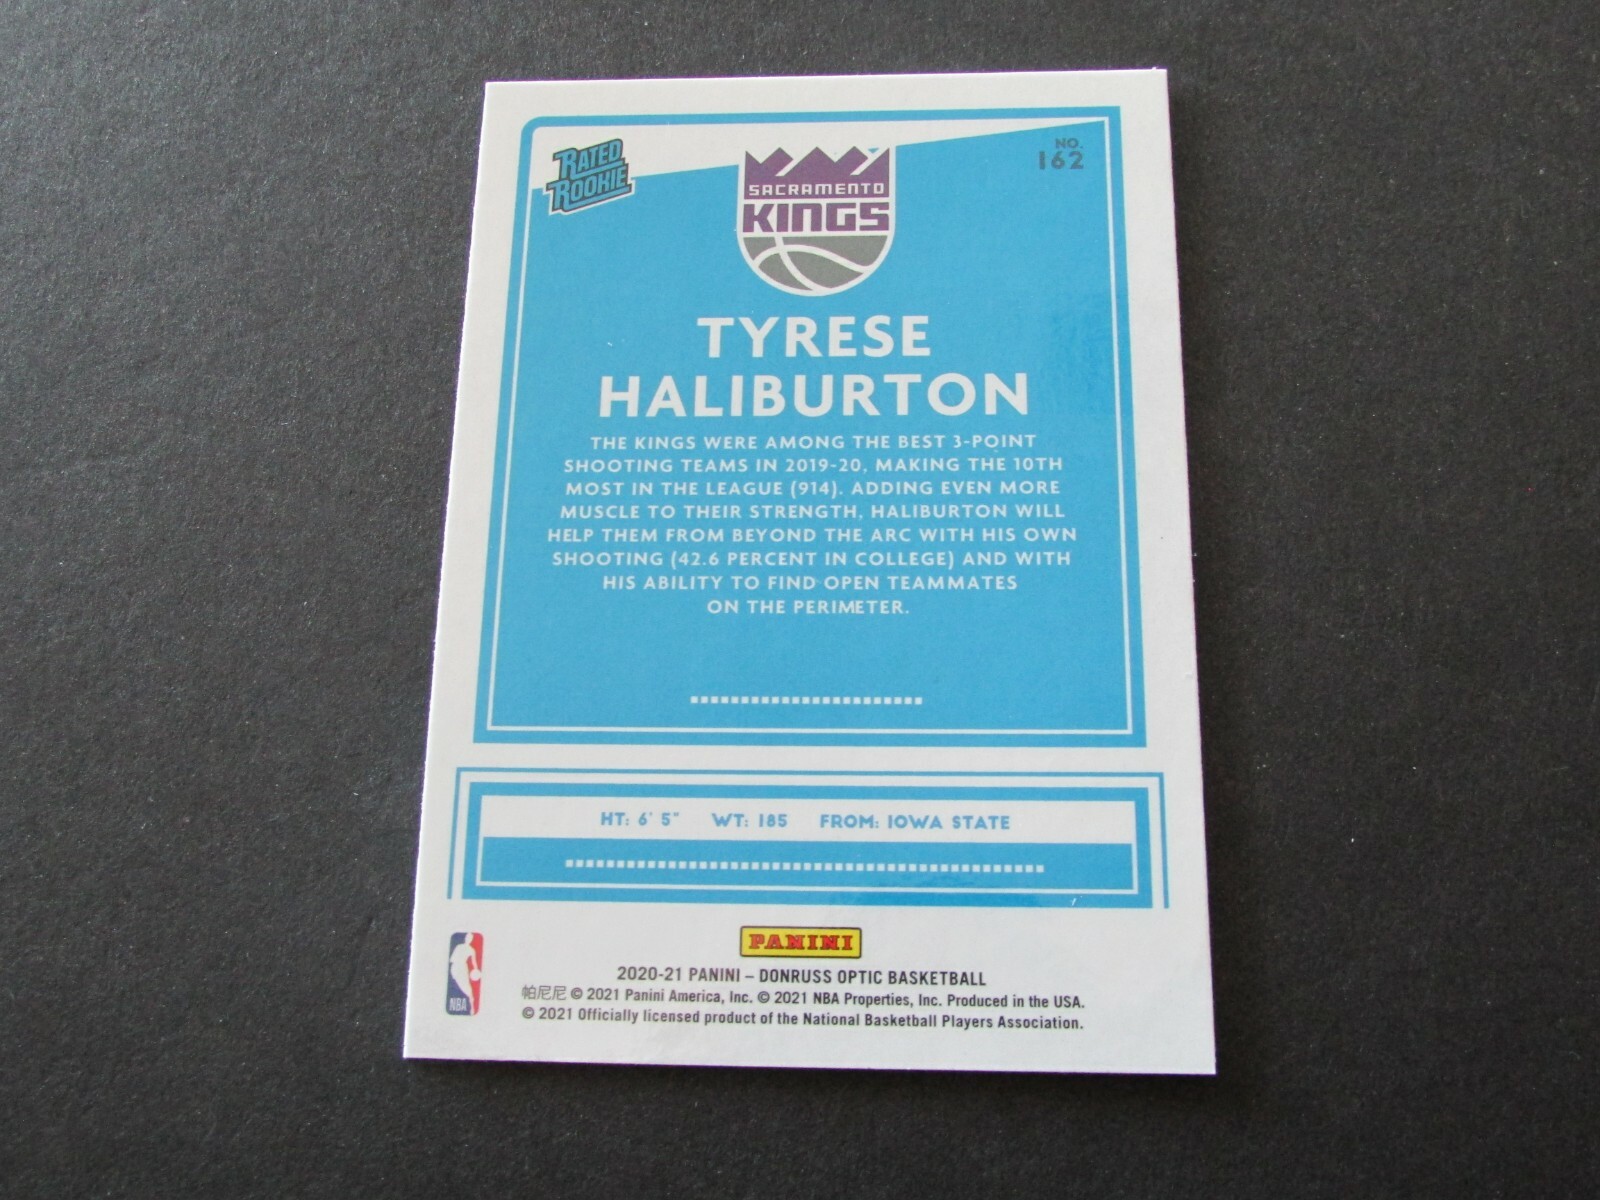 RATED
ROOKIE
NO.
162
SACRAMENTO
KINGS
TYRESE
HALIBURTON
THE KINGS WERE AMONG THE BEST 3-POINT
SHOOTING TEAMS IN 2019-20, MAKING THE 10TH
MOST IN THE LEAGUE (914). ADDING EVEN MORE
MUSCLE TO THEIR STRENGTH, HALIBURTON WILL
HELP THEM FROM BEYOND THE ARC WITH HIS OWN
SHOOTING (42.6 PERCENT IN COLLEGE) AND WITH
HIS ABILITY TO FIND OPEN TEAMMATES
ON THE PERIMETER.
HT: 6' 5" WT: 185 FROM: IOWA STATE
PANINI
NBA
2020-21 PANINI – DONRUSS OPTIC BASKETBALL
帕尼尼 © 2021 Panini America, Inc. © 2021 NBA Properties, Inc. Produced in the USA.
© 2021 Officially licensed product of the National Basketball Players Association.